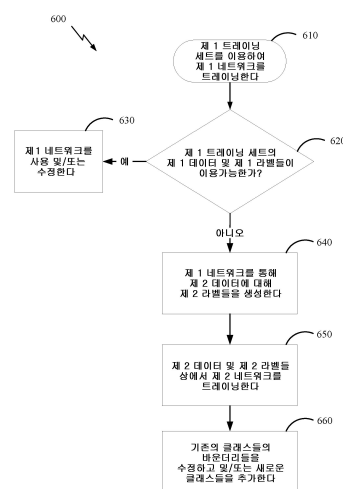 600
제 1 트레이닝
세트를 이용하여
제 1 네트워크를
트레이닝한다
610
630
제1 네트워크를
사용 및/또는
수정한다
예
제 1 트레이닝 세트의
제 1 데이터 및 제 1 라벨들이
이용가능한가?
620
아니오
640
제 1 네트워크를 통해
제 2 데이터에 대해
제 2 라벨들을 생성한다
650
제 2 데이터 및 제 2 라벨들
상에서 제 2 네트워크를
트레이닝한다
660
기존의 클래스들의
바운더리들을
수정하고 및/또는 새로운
클래스들을 추가한다